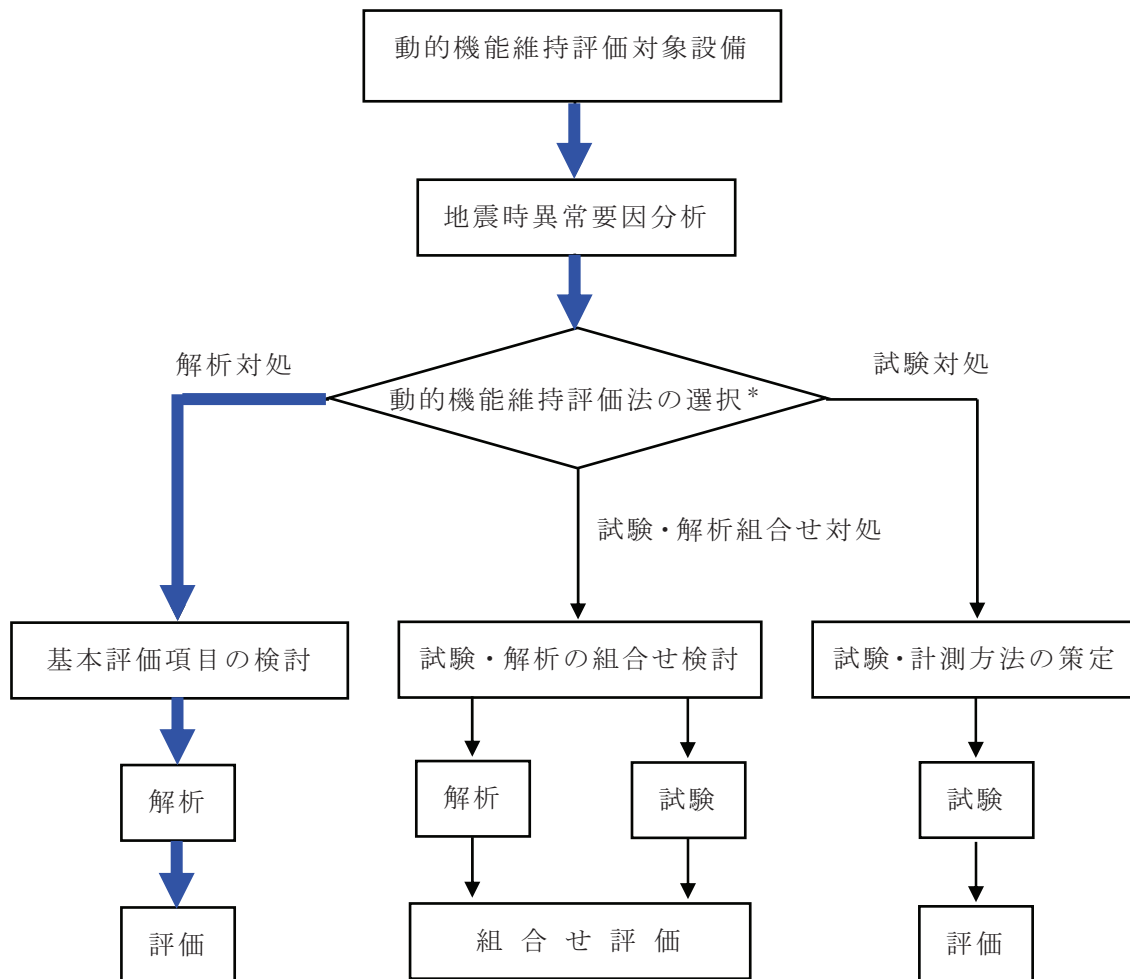 動的機能維持評価対象設備
地震時異常要因分析
解析対処
試験対処
動的機能維持評価法の選択*
試験・解析組合せ対処
基本評価項目の検討
試験・解析の組合せ検討
試験・計測方法の策定
解析
解析
試験
試験
評価
組合せ評価
評価